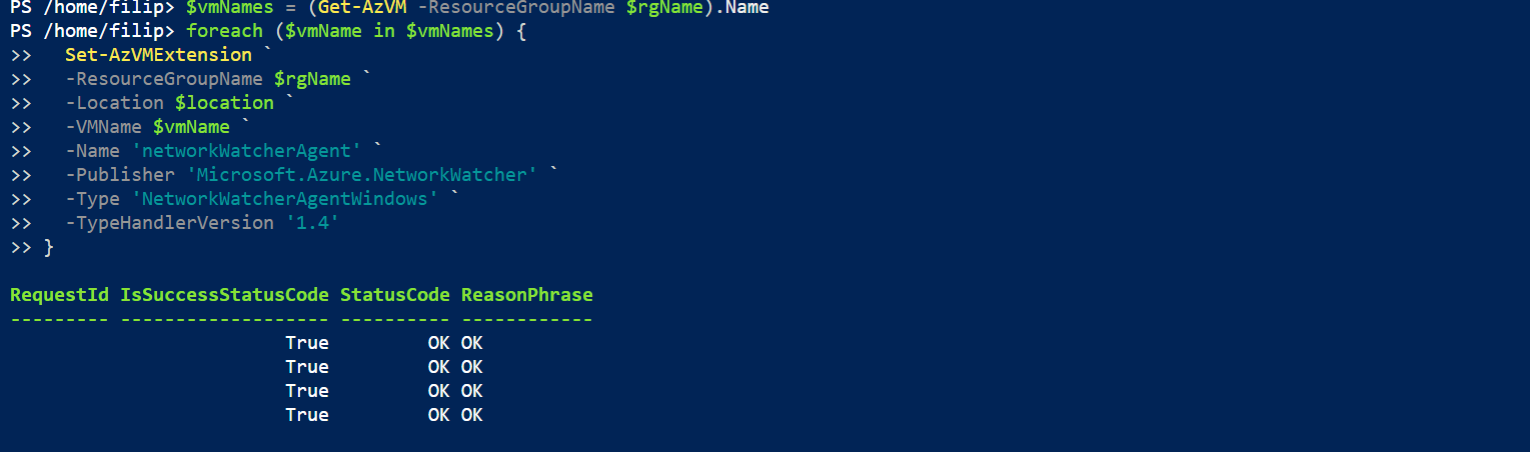 PS /home/filip> $vmNames = (Get-AzVM -ResourceGroupName $rgName).Name
PS /home/filip> foreach ($vmName in $vmNames) {
>>   Set-AzVMExtension `
>>   -ResourceGroupName $rgName `
>>   -Location $location `
>>   -VMName $vmName `
>>   -Name 'networkWatcherAgent' `
>>   -Publisher 'Microsoft.Azure.NetworkWatcher' `
>>   -Type 'NetworkWatcherAgentWindows' `
>>   -TypeHandlerVersion '1.4'
>> }
RequestId IsSuccessStatusCode StatusCode ReasonPhrase
--------- ------------------- ---------- ------------
                         True         OK OK
                         True         OK OK
                         True         OK OK
                         True         OK OK